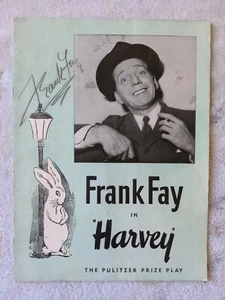 Frank Fay
Frank Fay
IN
"Harvey"
THE PULITZER PRIZE PLAY